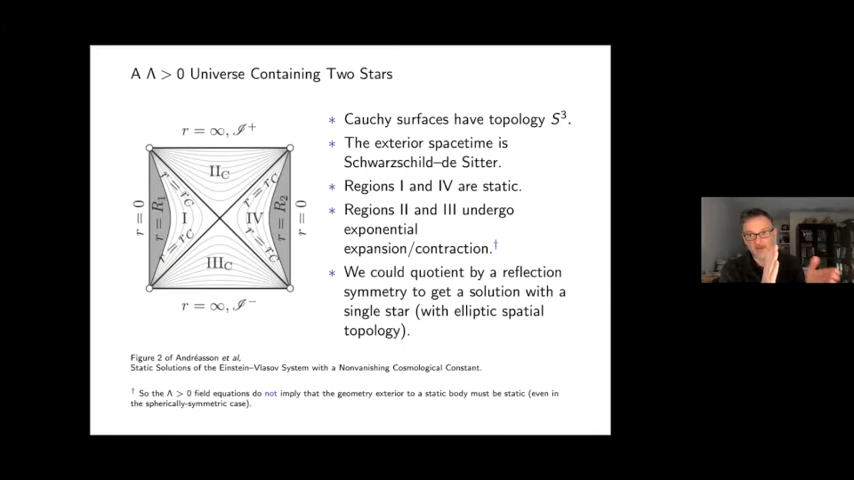 A Λ > 0 Universe Containing Two Stars
r = ∞, ℐ⁺
II_C
r = r_C
r = r_C
r = 0
r = R₁
I
IV
r = R₂
r = 0
r = r_C
r = r_C
III_C
r = ∞, ℐ⁻
* Cauchy surfaces have topology S³.
* The exterior spacetime is
Schwarzschild–de Sitter.
* Regions I and IV are static.
* Regions II and III undergo
exponential
expansion/contraction.†
* We could quotient by a reflection
symmetry to get a solution with a
single star (with elliptic spatial
topology).
Figure 2 of Andréasson et al,
Static Solutions of the Einstein–Vlasov System with a Nonvanishing Cosmological Constant.
† So the Λ > 0 field equations do not imply that the geometry exterior to a static body must be static (even in
the spherically-symmetric case).